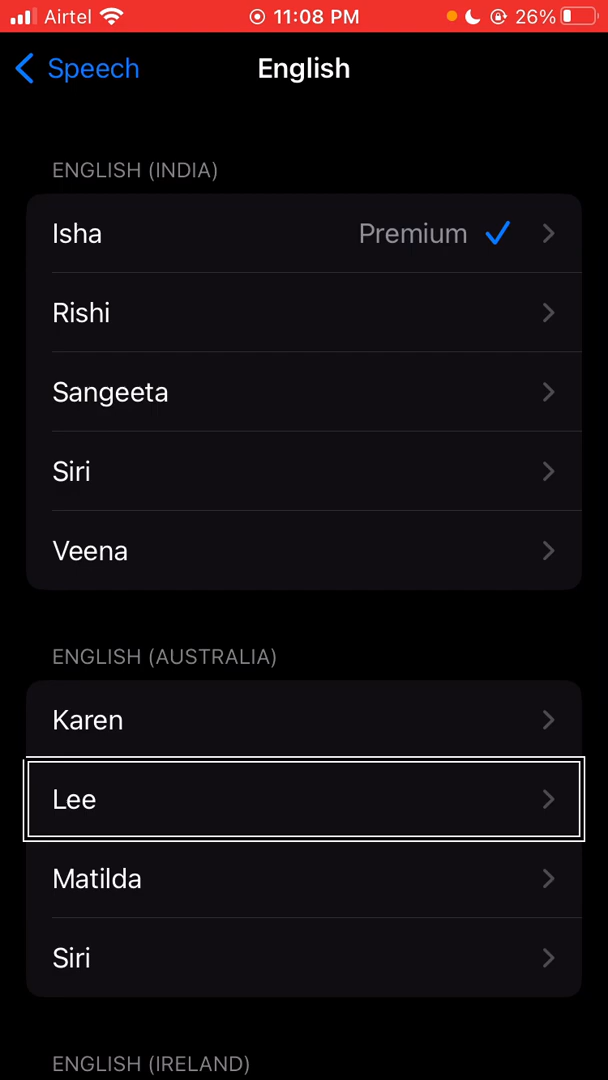 Airtel 11:08 PM 26%
Speech English
ENGLISH (INDIA)
Isha Premium
Rishi
Sangeeta
Siri
Veena
ENGLISH (AUSTRALIA)
Karen
Lee
Matilda
Siri
ENGLISH (IRELAND)